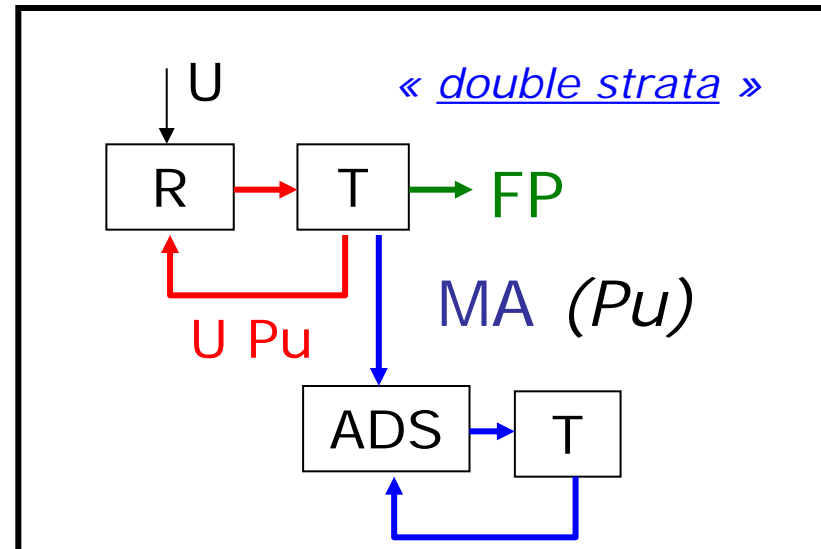 U
« double strata »
R
T
FP
U Pu
MA (Pu)
ADS
T